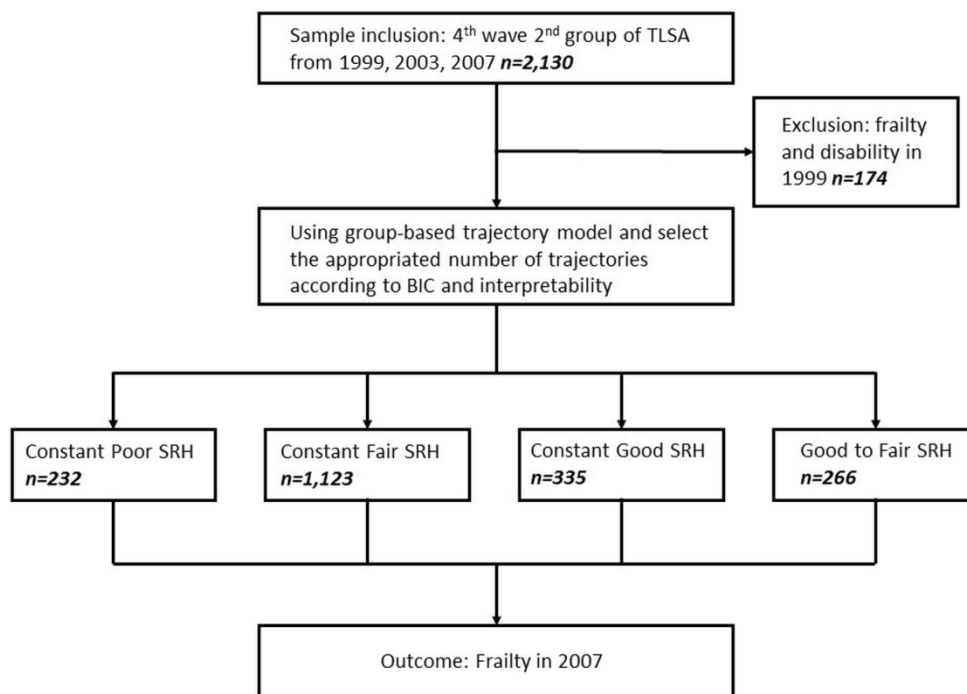 Sample inclusion: 4th wave 2nd group of TLSA
from 1999, 2003, 2007 n=2,130
Exclusion: frailty
and disability in
1999 n=174
Using group-based trajectory model and select
the appropriated number of trajectories
according to BIC and interpretability
Constant Poor SRH
n=232
Constant Fair SRH
n=1,123
Constant Good SRH
n=335
Good to Fair SRH
n=266
Outcome: Frailty in 2007